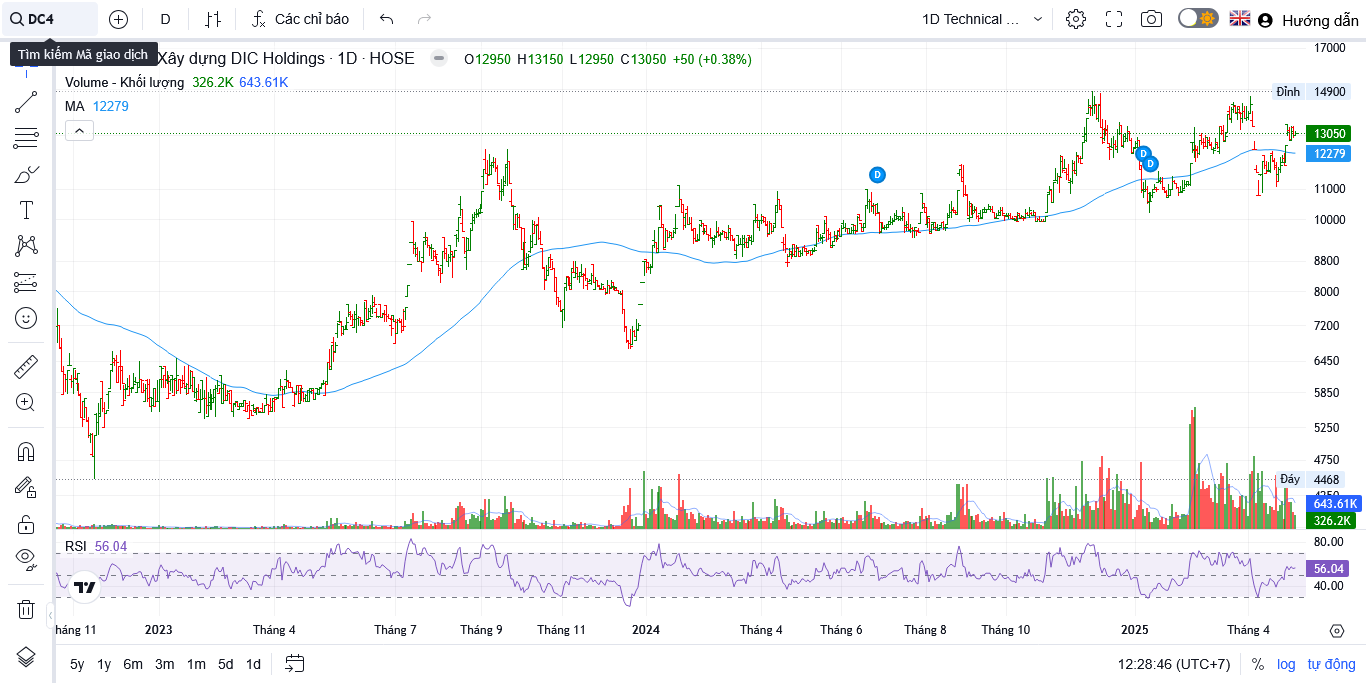 DC4
D
Các chỉ báo
1D Technical ...
Hướng dẫn
Tìm kiếm Mã giao dịch
Xây dựng DIC Holdings · 1D · HOSE
O12950 H13150 L12950 C13050 +50 (+0.38%)
Volume - Khối lượng 326.2K 643.61K
MA 12279
17000
Đỉnh 14900
13050
12279
D
D
D
11000
10000
8800
8000
7200
6450
5850
5250
4750
Đáy 4468
643.61K
326.2K
RSI 56.04
80.00
56.04
40.00
háng 11 2023 Tháng 4 Tháng 7 Tháng 9 Tháng 11 2024 Tháng 4 Tháng 6 Tháng 8 Tháng 10 2025 Tháng 4
5y 1y 6m 3m 1m 5d 1d
12:28:46 (UTC+7) % log tự động